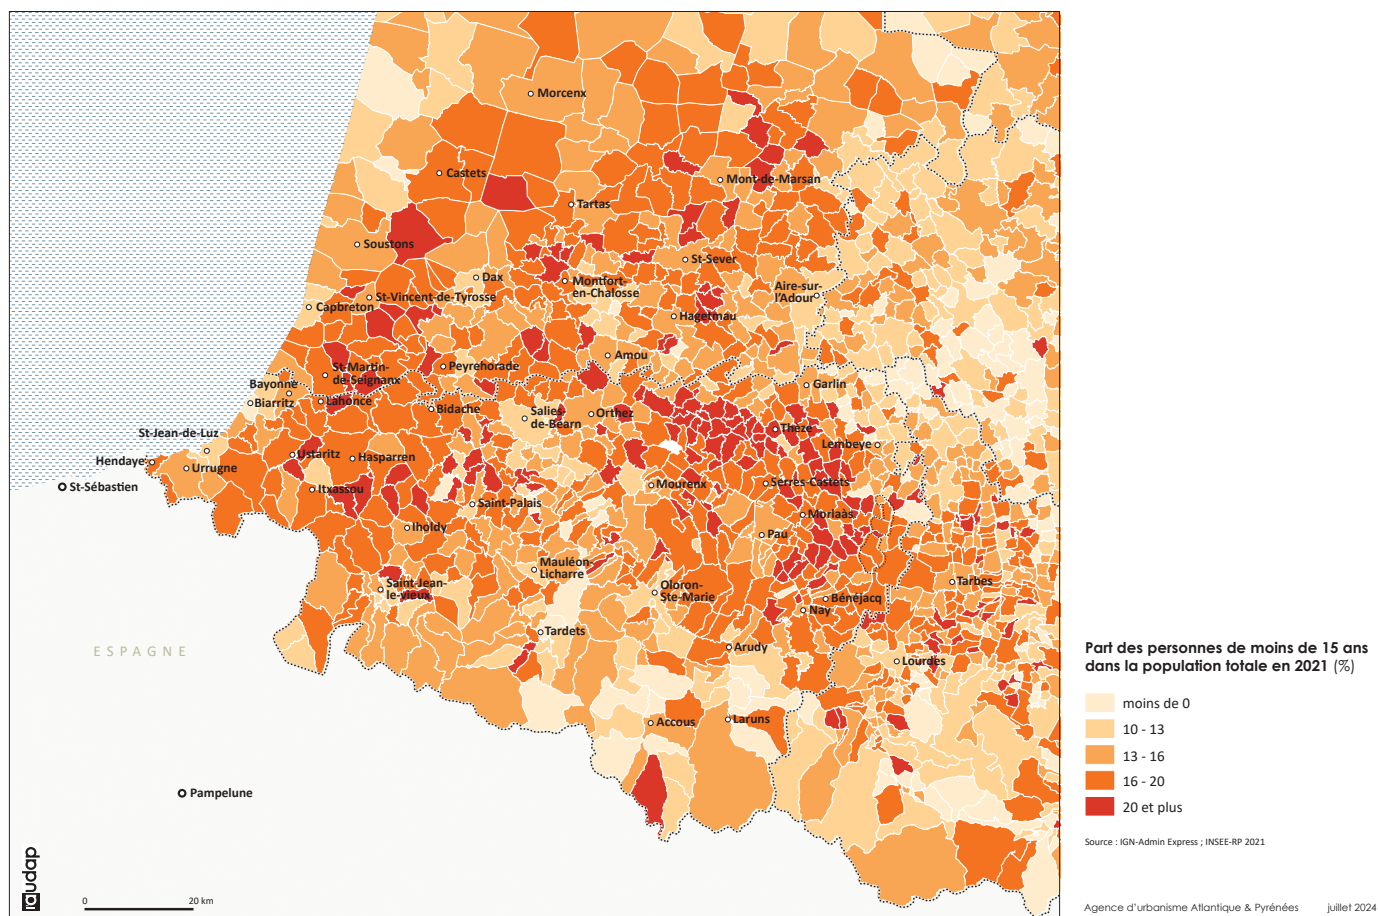 Morcenx
Castets
Mont-de-Marsan
Tartas
Soustons
St-Sever
Dax
Montfort-
en-Chalosse
Aire-sur-
l'Adour
St-Vincent-de-Tyrosse
Capbreton
Hagetmau
Amou
St-Martin-
de-Seignanx
Peyrehorade
Bayonne
Garlin
Biarritz
Lahonce
Bidache
Salies-
de-Béarn
Orthez
Thèze
St-Jean-de-Luz
Lembeye
Hendaye
Urrugne
Ustaritz
Hasparren
St-Sébastien
Itxassou
Mourenx
Serres-Castets
Saint-Palais
Morlaàs
Iholdy
Pau
Mauléon-
Licharre
Saint-Jean-
le-vieux
Oloron-
Ste-Marie
Tarbes
Bénéjacq
Nay
Tardets
Arudy
Lourdes
ESPAGNE
Accous
Laruns
Pampelune
Part des personnes de moins de 15 ans
dans la population totale en 2021 (%)
moins de 0
10 - 13
13 - 16
16 - 20
20 et plus
Source : IGN-Admin Express ; INSEE-RP 2021
audap
0 20 km
Agence d'urbanisme Atlantique & Pyrénées juillet 2024